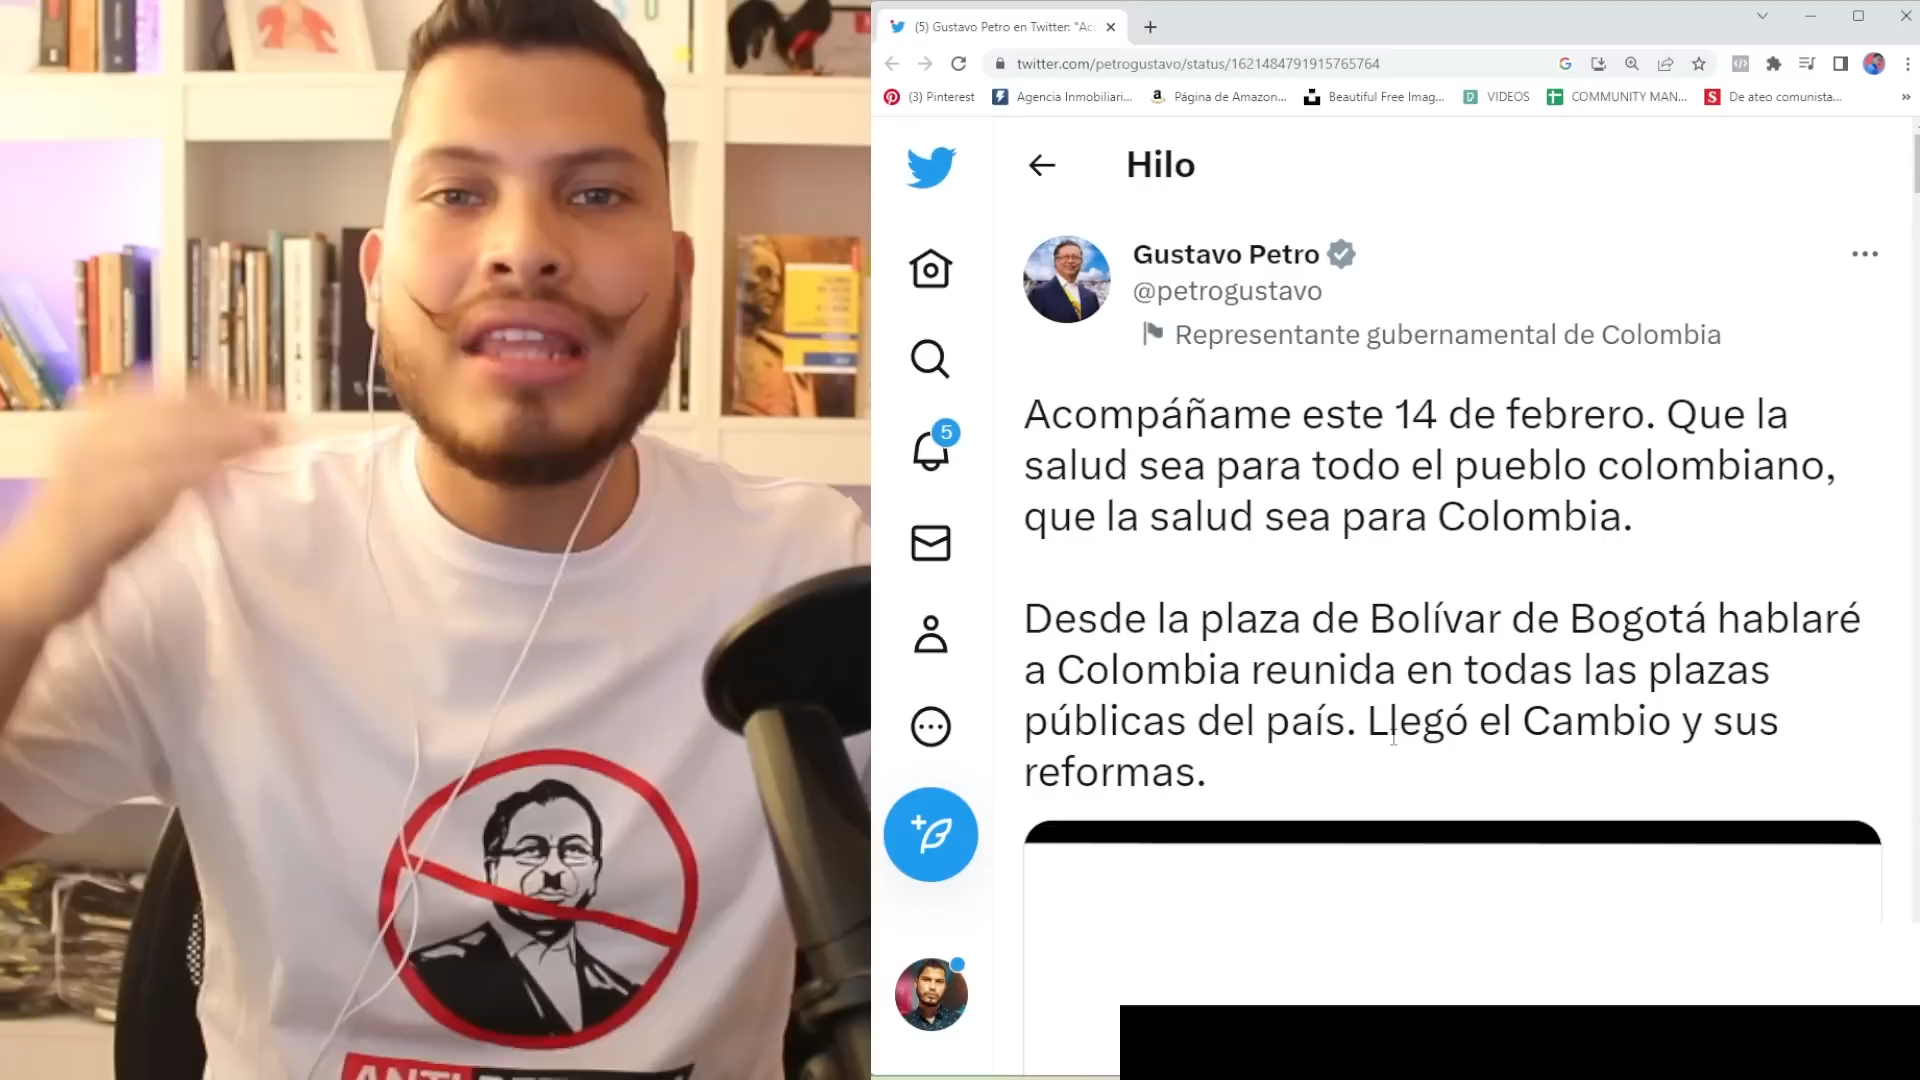 (5) Gustavo Petro en Twitter: "Ac
twitter.com/petrogustavo/status/1621484791915765764
(3) Pinterest
Agencia Inmobiliari...
Página de Amazon...
Beautiful Free Imag...
VIDEOS
COMMUNITY MAN...
De ateo comunista...
Hilo
Gustavo Petro
@petrogustavo
Representante gubernamental de Colombia
Acompáñame este 14 de febrero. Que la
salud sea para todo el pueblo colombiano,
que la salud sea para Colombia.
Desde la plaza de Bolívar de Bogotá hablaré
a Colombia reunida en todas las plazas
públicas del país. Llegó el Cambio y sus
reformas.
5
ANTI